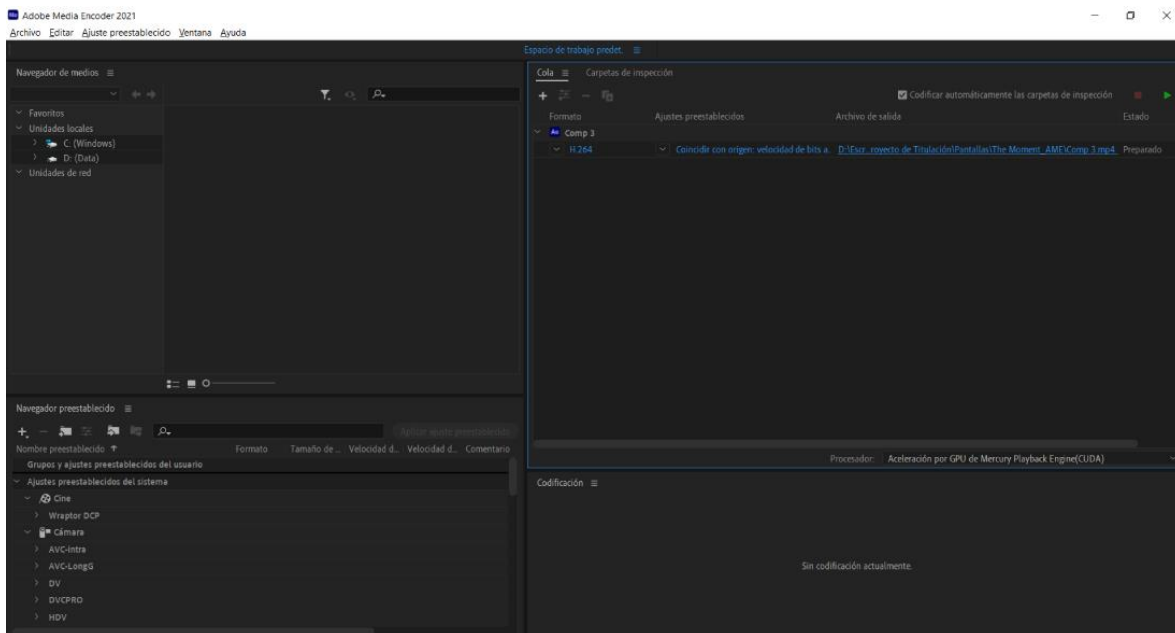 Adobe Media Encoder 2021
Archivo Editar Ajuste preestablecido Ventana Ayuda
Espacio de trabajo predet.
Navegador de medios
Favoritos
Unidades locales
C: (Windows)
D: (Data)
Unidades de red
Cola Carpetas de inspección
Codificar automáticamente las carpetas de inspección
Formato Ajustes preestablecidos Archivo de salida Estado
Comp 3
H.264 Coincidir con origen: velocidad de bits a. D:\Escr...royecto de Titulación\Pantallas\The Moment_AME\Comp 3.mp4 Preparado
Procesador: Aceleración por GPU de Mercury Playback Engine(CUDA)
Navegador preestablecido
Aplicar ajuste preestablecido
Nombre preestablecido Formato Tamaño de ... Velocidad d... Velocidad d... Comentario
Grupos y ajustes preestablecidos del usuario
Ajustes preestablecidos del sistema
Cine
Wraptor DCP
Cámara
AVC-Intra
AVC-LongG
DV
DVCPRO
HDV
Codificación
Sin codificación actualmente.